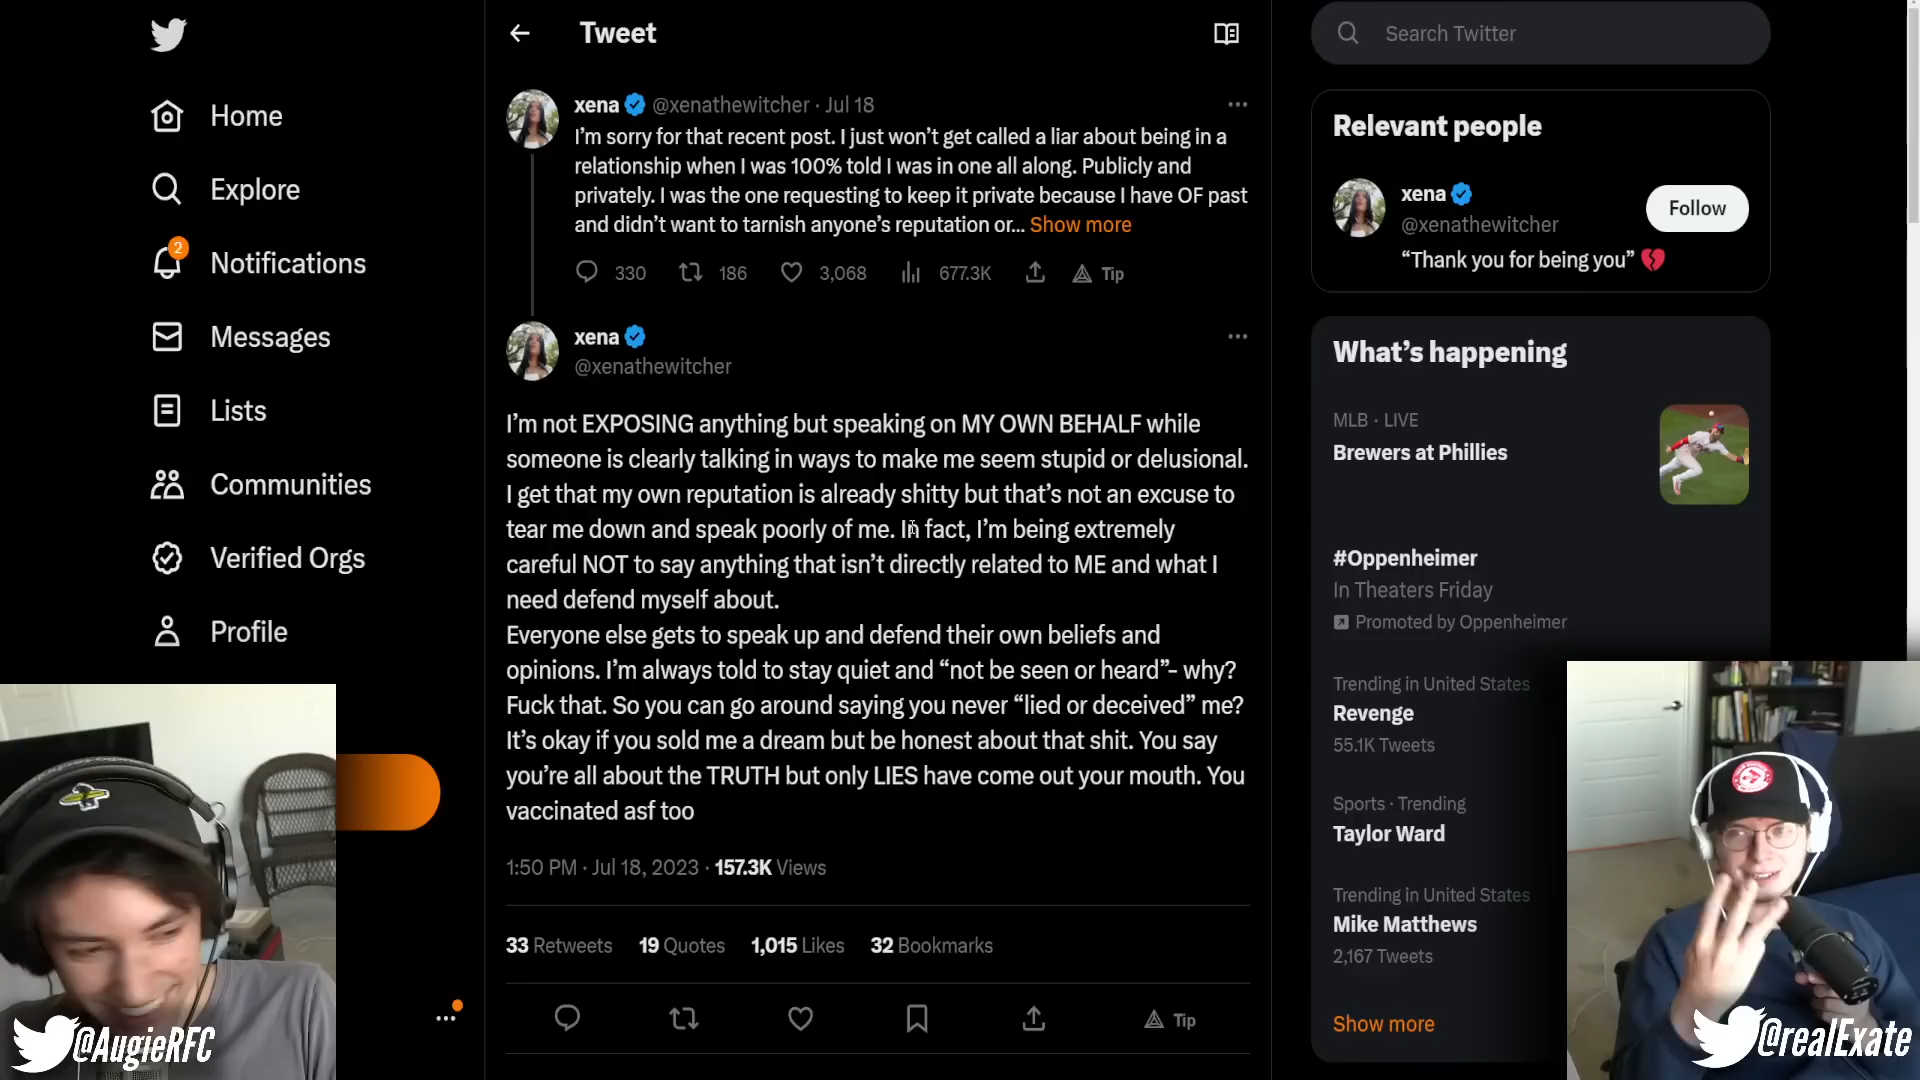 Home
Explore
2
Notifications
Messages
Lists
Communities
Verified Orgs
Profile
Tweet
xena @xenathewitcher · Jul 18
I'm sorry for that recent post. I just won't get called a liar about being in a
relationship when I was 100% told I was in one all along. Publicly and
privately. I was the one requesting to keep it private because I have OF past
and didn't want to tarnish anyone's reputation or... Show more
330 186 3,068 677.3K Tip
xena
@xenathewitcher
I'm not EXPOSING anything but speaking on MY OWN BEHALF while
someone is clearly talking in ways to make me seem stupid or delusional.
I get that my own reputation is already shitty but that's not an excuse to
tear me down and speak poorly of me. In fact, I'm being extremely
careful NOT to say anything that isn't directly related to ME and what I
need defend myself about.
Everyone else gets to speak up and defend their own beliefs and
opinions. I'm always told to stay quiet and “not be seen or heard”- why?
Fuck that. So you can go around saying you never “lied or deceived” me?
It's okay if you sold me a dream but be honest about that shit. You say
you're all about the TRUTH but only LIES have come out your mouth. You
vaccinated asf too
1:50 PM · Jul 18, 2023 · 157.3K Views
33 Retweets 19 Quotes 1,015 Likes 32 Bookmarks
Tip
Search Twitter
Relevant people
xena
@xenathewitcher
Follow
“Thank you for being you” 💔
What's happening
MLB · LIVE
Brewers at Phillies
#Oppenheimer
In Theaters Friday
Promoted by Oppenheimer
Trending in United States
Revenge
55.1K Tweets
Sports · Trending
Taylor Ward
Trending in United States
Mike Matthews
2,167 Tweets
Show more
@AugieRFC
@realExate